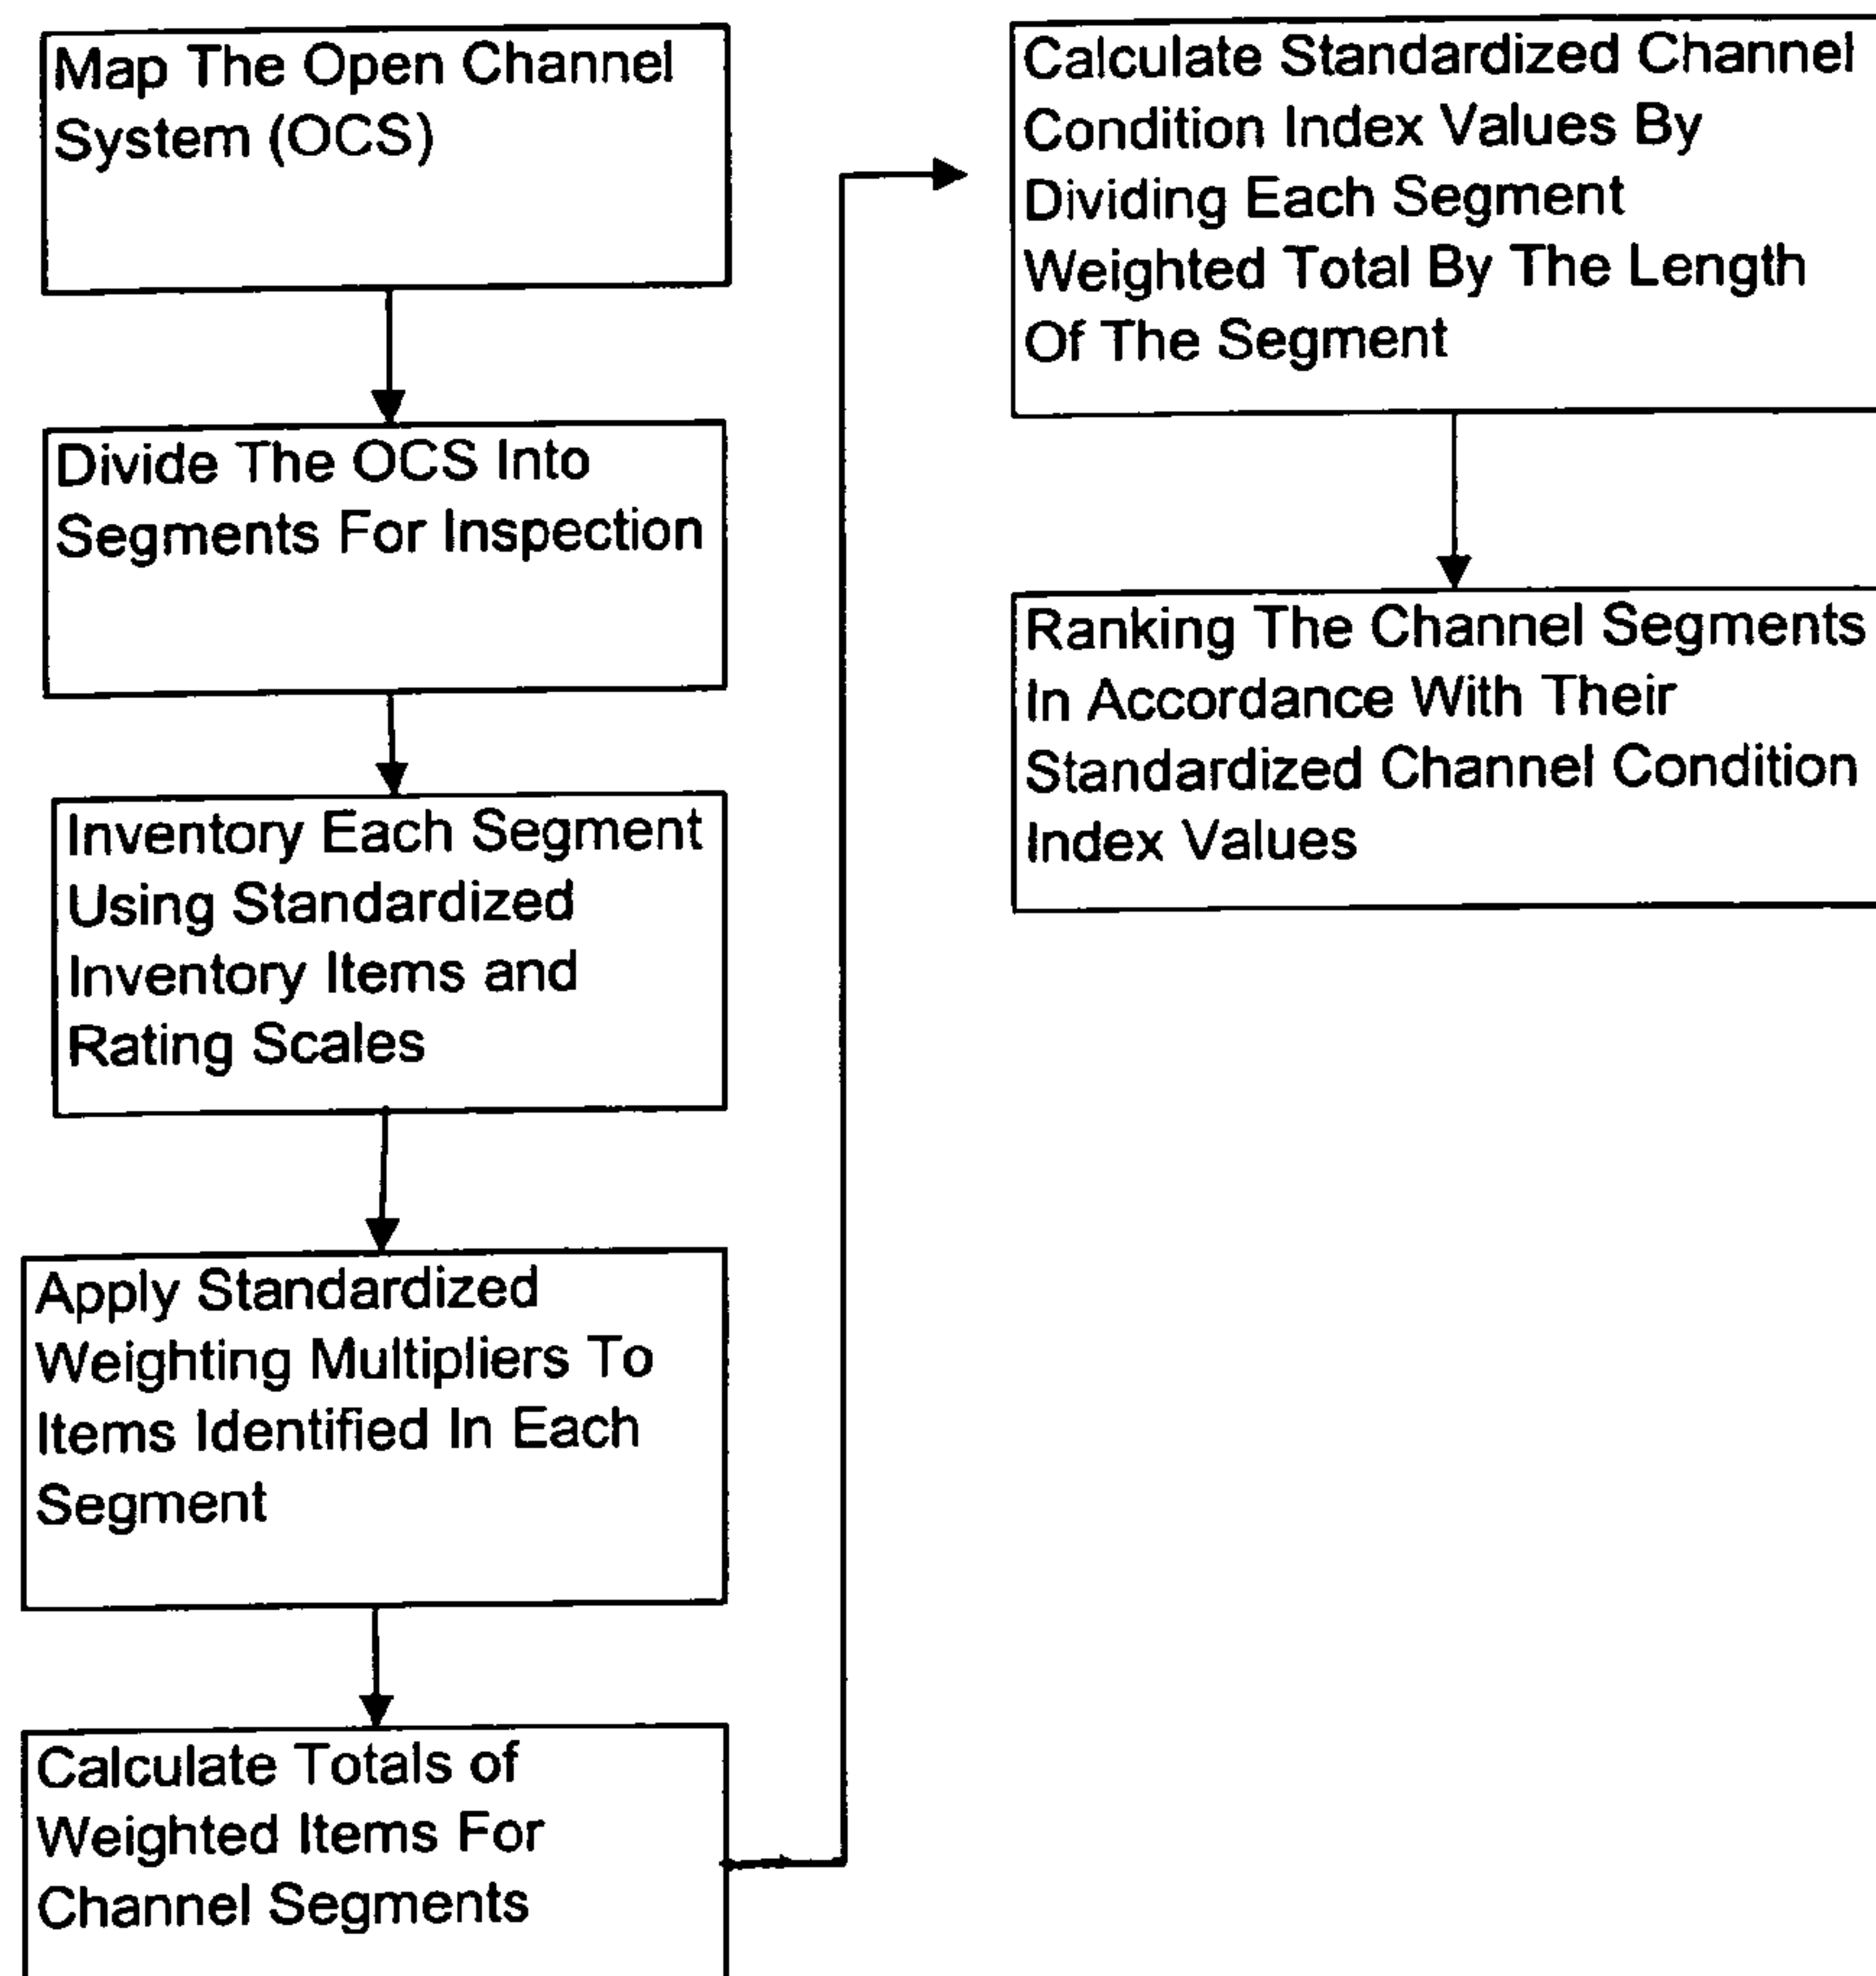 Map The Open Channel
System (OCS)
Divide The OCS Into
Segments For Inspection
Inventory Each Segment
Using Standardized
Inventory Items and
Rating Scales
Apply Standardized
Weighting Multipliers To
Items Identified In Each
Segment
Calculate Totals of
Weighted Items For
Channel Segments
Calculate Standardized Channel
Condition Index Values By
Dividing Each Segment
Weighted Total By The Length
Of The Segment
Ranking The Channel Segments
In Accordance With Their
Standardized Channel Condition
Index Values